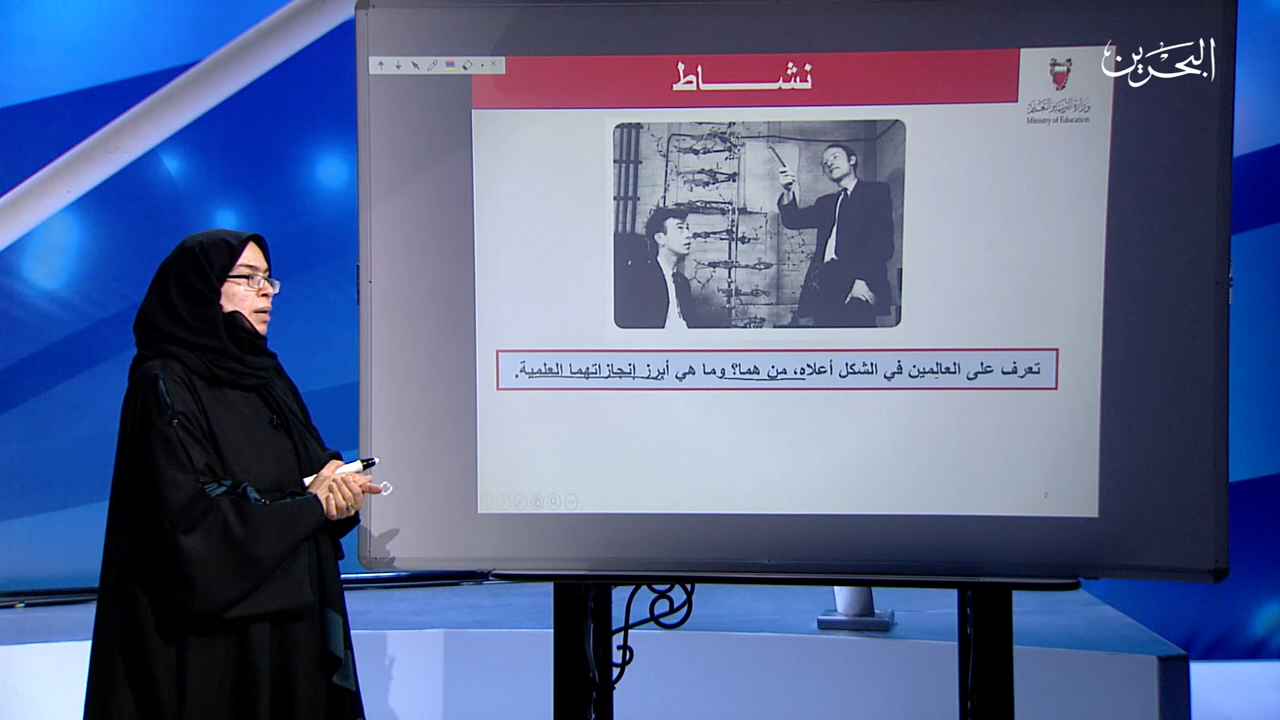 البحرين
نشاط
وزارة التربية والتعليم
Ministry of Education
تعرف على العالِمين في الشكل أعلاه، من هما؟ وما هي أبرز إنجازاتهما العلمية.
2